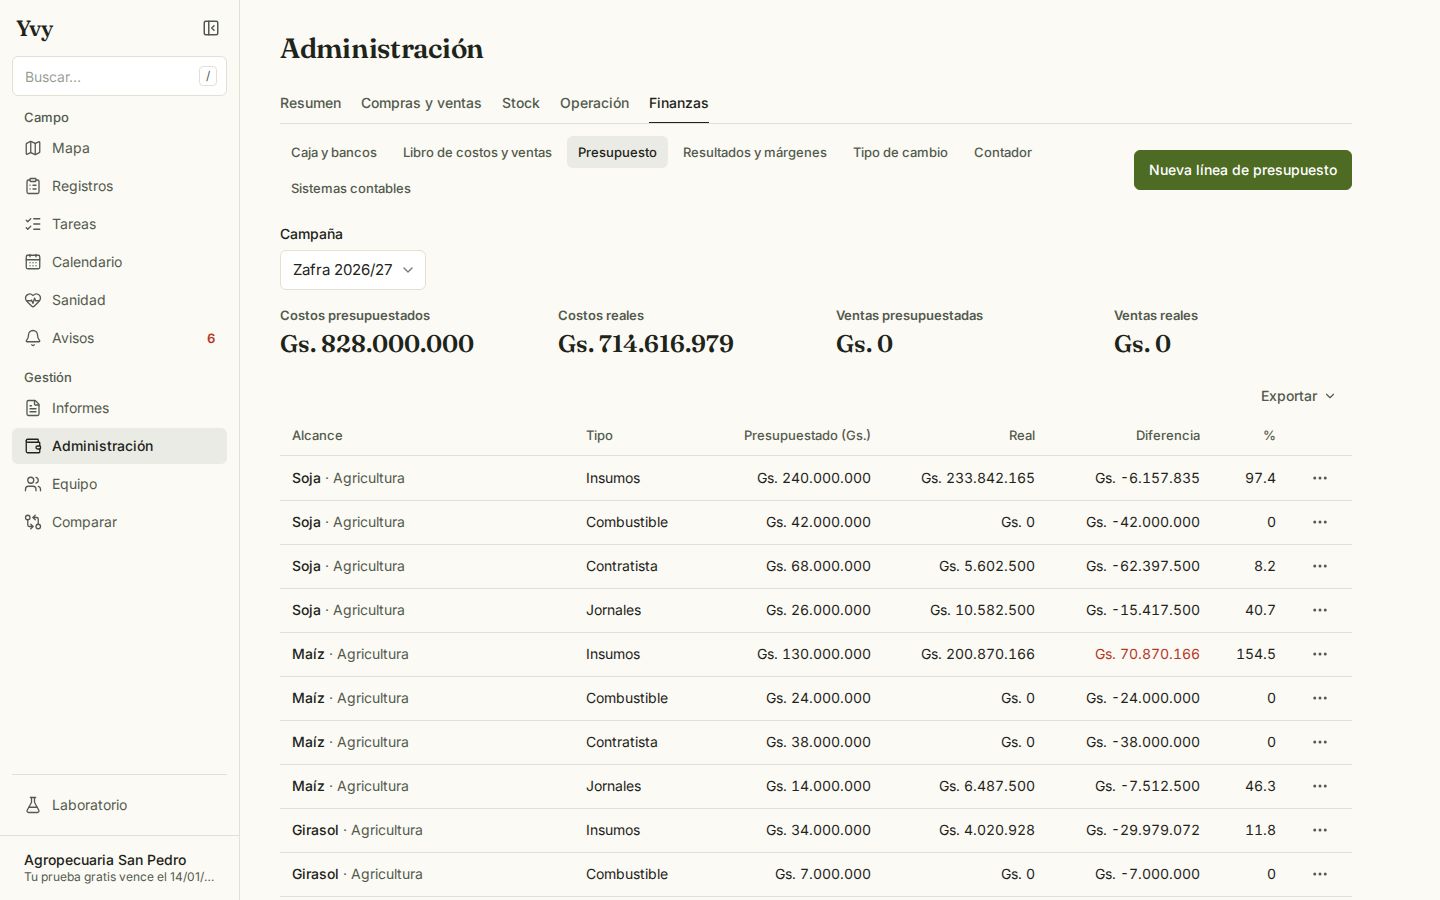 Yvy
Buscar...
/
Campo
Mapa
Registros
Tareas
Calendario
Sanidad
Avisos 6
Gestión
Informes
Administración
Equipo
Comparar
Laboratorio
Agropecuaria San Pedro
Tu prueba gratis vence el 14/01/...
Administración
Resumen Compras y ventas Stock Operación Finanzas
Caja y bancos Libro de costos y ventas Presupuesto Resultados y márgenes Tipo de cambio Contador
Sistemas contables
Nueva línea de presupuesto
Campaña
Zafra 2026/27
Costos presupuestados Costos reales Ventas presupuestadas Ventas reales
Gs. 828.000.000 Gs. 714.616.979 Gs. 0 Gs. 0
Exportar
Alcance Tipo Presupuestado (Gs.) Real Diferencia %
Soja · Agricultura Insumos Gs. 240.000.000 Gs. 233.842.165 Gs. -6.157.835 97.4
Soja · Agricultura Combustible Gs. 42.000.000 Gs. 0 Gs. -42.000.000 0
Soja · Agricultura Contratista Gs. 68.000.000 Gs. 5.602.500 Gs. -62.397.500 8.2
Soja · Agricultura Jornales Gs. 26.000.000 Gs. 10.582.500 Gs. -15.417.500 40.7
Maíz · Agricultura Insumos Gs. 130.000.000 Gs. 200.870.166 Gs. 70.870.166 154.5
Maíz · Agricultura Combustible Gs. 24.000.000 Gs. 0 Gs. -24.000.000 0
Maíz · Agricultura Contratista Gs. 38.000.000 Gs. 0 Gs. -38.000.000 0
Maíz · Agricultura Jornales Gs. 14.000.000 Gs. 6.487.500 Gs. -7.512.500 46.3
Girasol · Agricultura Insumos Gs. 34.000.000 Gs. 4.020.928 Gs. -29.979.072 11.8
Girasol · Agricultura Combustible Gs. 7.000.000 Gs. 0 Gs. -7.000.000 0